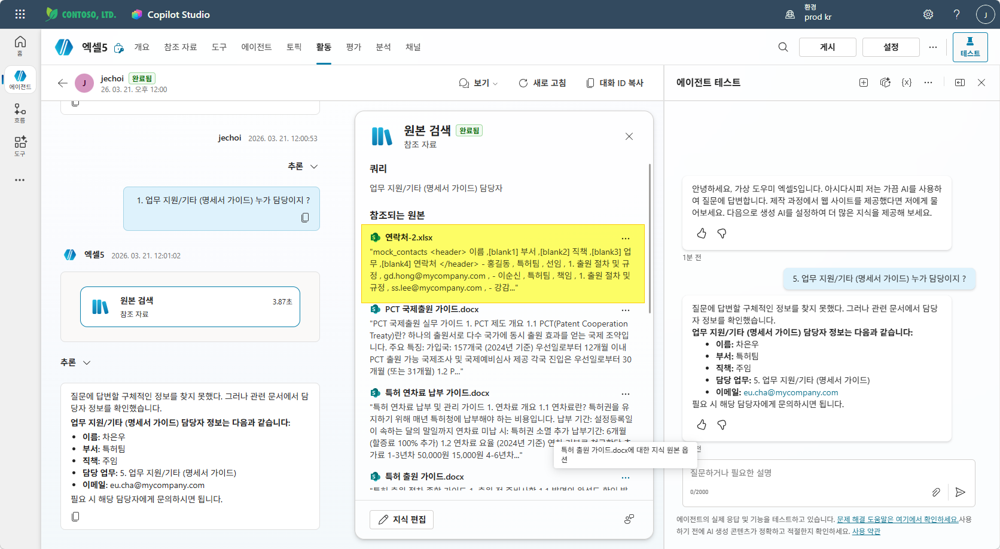 CONTOSO, LTD.
Copilot Studio
환경
prod kr
J
홈
에이전트
흐름
도구
엑셀5
개요
참조 자료
도구
에이전트
토픽
활동
평가
분석
채널
게시
설정
테스트
J
jechoi
완료됨
26. 03. 21. 오후 12:00
보기
새로 고침
대화 ID 복사
jechoi 2026. 03. 21. 12:00:53
추론
1. 업무 지원/기타 (명세서 가이드) 누가 담당이지 ?
엑셀5 2026. 03. 21. 12:01:02
원본 검색
참조 자료
3.87초
추론
질문에 답변할 구체적인 정보를 찾지 못했다. 그러나 관련 문서에서 담
당자 정보를 확인했습니다.
업무 지원/기타 (명세서 가이드) 담당자 정보는 다음과 같습니다:
• 이름: 차은우
• 부서: 특허팀
• 직책: 주임
• 담당 업무: 5. 업무 지원/기타 (명세서 가이드)
• 이메일: eu.cha@mycompany.com
필요 시 해당 담당자에게 문의하시면 됩니다.
원본 검색
완료됨
참조 자료
쿼리
업무 지원/기타 (명세서 가이드) 담당자
참조되는 원본
연락처-2.xlsx
"mock_contacts <header> 이름 ,[blank1] 부서 ,[blank2] 직책 ,[blank3] 업
무 ,[blank4] 연락처 </header> - 홍길동 , 특허팀 , 선임 , 1. 출원 절차 및 규
정 , gd.hong@mycompany.com , - 이순신 , 특허팀 , 책임 , 1. 출원 절차 및
규정 , ss.lee@mycompany.com , - 강감..."
PCT 국제출원 가이드.docx
"PCT 국제출원 실무 가이드 1. PCT 제도 개요 1.1 PCT(Patent Cooperation
Treaty)란? 하나의 출원서로 다수 국가에 동시 출원 효과를 얻는 국제 조약입
니다. 주요 특징: 가입국: 157개국 (2024년 기준) 우선일로부터 12개월 이내
PCT 출원 가능 국제조사 및 국제예비심사 제공 각국 진입은 우선일로부터 30
개월 (또는 31개월) 1.2 P..."
특허 연차료 납부 가이드.docx
"특허 연차료 납부 및 관리 가이드 1. 연차료 개요 1.1 연차료란? 특허권을 유
지하기 위해 매년 특허청에 납부해야 하는 비용입니다. 납부 기간: 설정등록일
이 속하는 달의 말일까지 연차료 미납 시: 특허권 소멸 추가 납부기간: 6개월
(할증료 100% 추가) 1.2 연차료 요율 (2024년 기준)
가료 1-3년차 50,000원 15,000원 4-6년차..."
특허 출원 가이드.docx에 대한 지식 원본 옵
션
특허 출원 가이드.docx
"특허 출원 절차 종합 가이드 1. 출원 전 준비사항 1.1 발명의 완성도 확인 발
지식 편집
에이전트 테스트
{x}
안녕하세요, 가상 도우미 엑셀5입니다. 아시다시피 저는 가끔 AI를 사용하
여 질문에 답변합니다. 제작 과정에서 웹 사이트를 제공했다면 저에게 물
어보세요. 다음으로 생성 AI를 설정하여 더 많은 지식을 제공해 보세요.
1분 전
5. 업무 지원/기타 (명세서 가이드) 누가 담당이지 ?
질문에 답변할 구체적인 정보를 찾지 못했다. 그러나 관련 문서에서 담당
자 정보를 확인했습니다.
업무 지원/기타 (명세서 가이드) 담당자 정보는 다음과 같습니다:
• 이름: 차은우
• 부서: 특허팀
• 직책: 주임
• 담당 업무: 5. 업무 지원/기타 (명세서 가이드)
• 이메일: eu.cha@mycompany.com
필요 시 해당 담당자에게 문의하시면 됩니다.
전
질문하거나 필요한 설명
0/2000
에이전트의 실제 응답 및 기능을 테스트하고 있습니다. 문제 해결 도움말은 여기에서 확인하세요.사용
하기 전에 AI 생성 콘텐츠가 정확하고 적절한지 확인하세요. 사용 약관